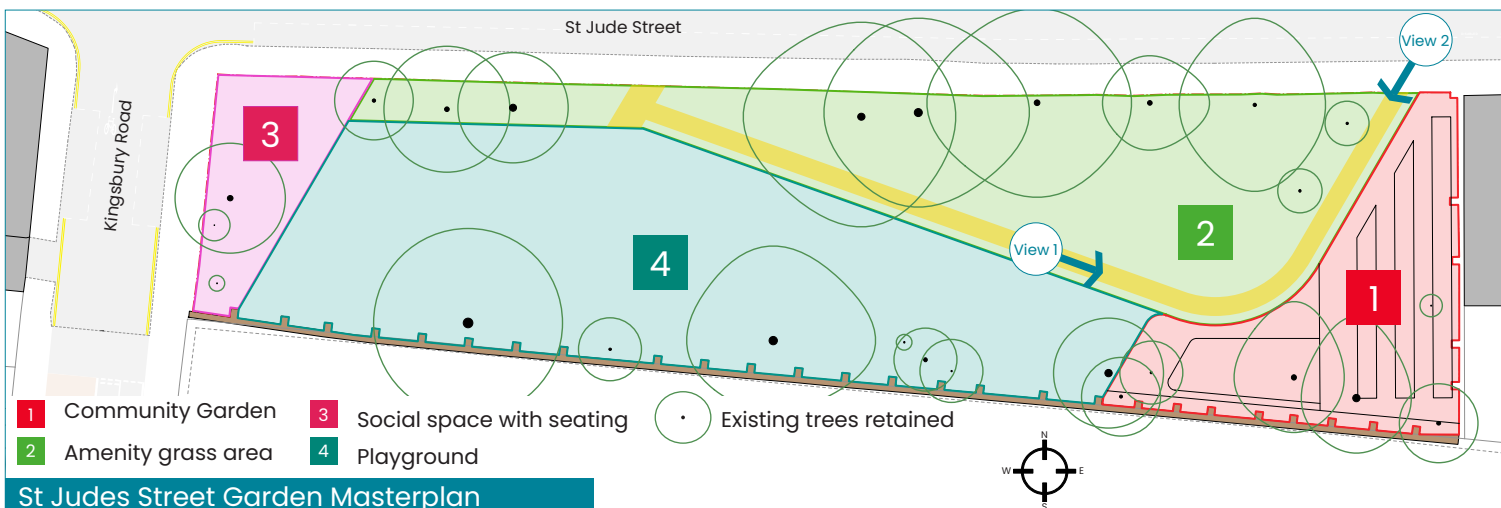 St Jude Street
View 2
Kingsbury Road
3
4
2
View 1
1
1 Community Garden
2 Amenity grass area
3 Social space with seating
4 Playground
Existing trees retained
N
W E
S
St Judes Street Garden Masterplan